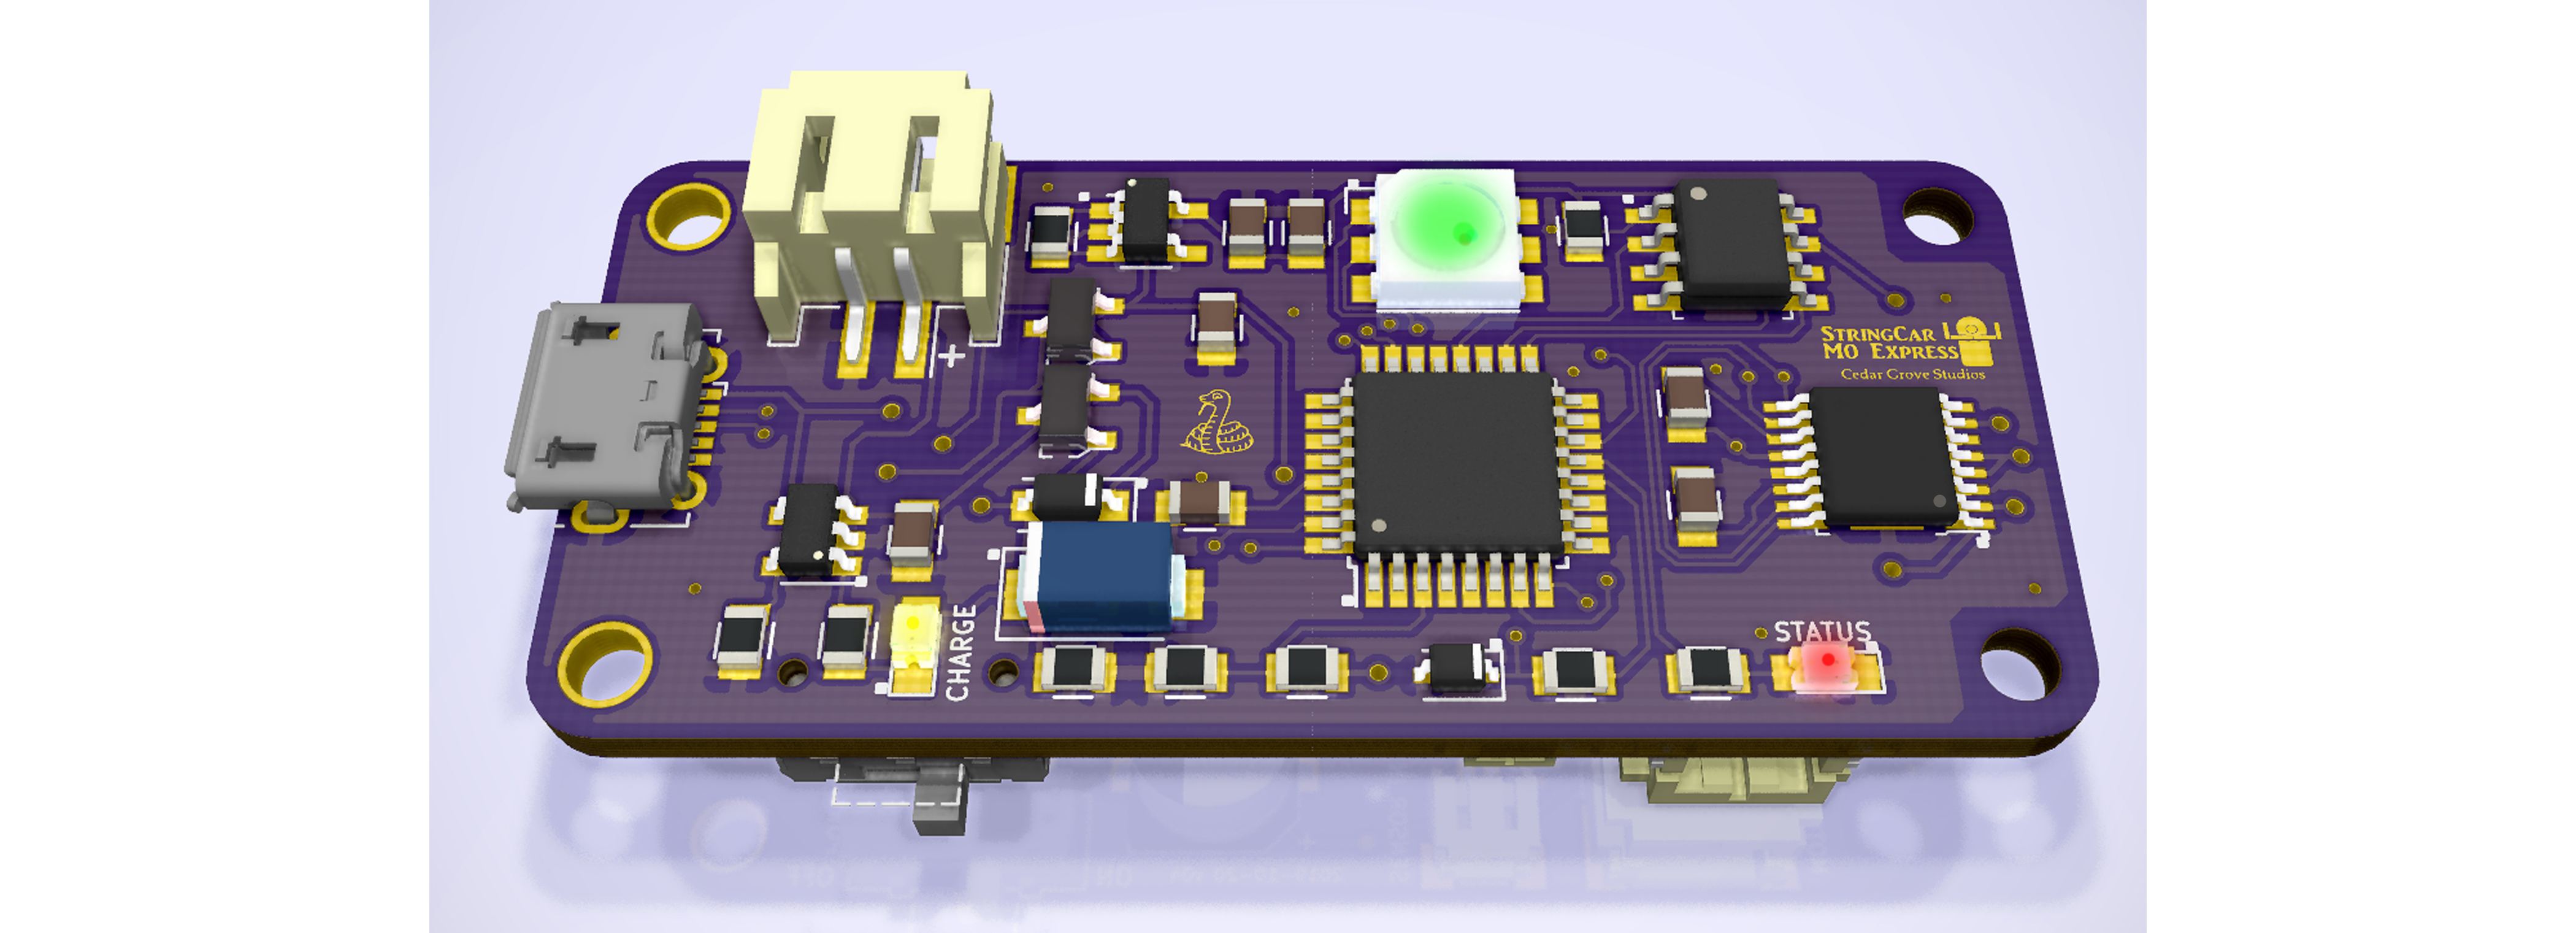 +
STRINGCAR
M0 EXPRESS
Cedar Grove Studios
CHARGE
STATUS